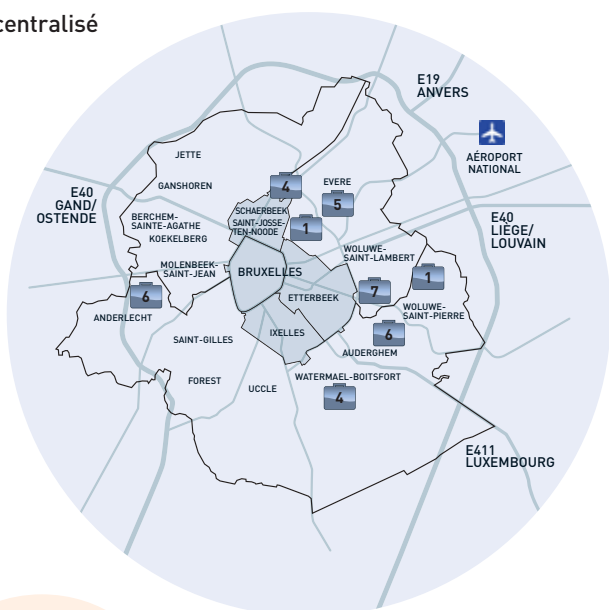 centralisé
E19
ANVERS
AÉROPORT
NATIONAL
JETTE
4
EVERE
GANSHOREN
5
E40
GAND/
OSTENDE
SCHAERBEEK
SAINT-JOSSE-
TEN-NOODE
1
E40
LIÈGE/
LOUVAIN
BERCHEM-
SAINTE-AGATHE
KOEKELBERG
WOLUWE-
SAINT-LAMBERT
MOLENBEEK-
SAINT-JEAN
BRUXELLES
1
7
6
ETTERBEEK
WOLUWE-
SAINT-PIERRE
ANDERLECHT
IXELLES
6
SAINT-GILLES
AUDERGHEM
FOREST
UCCLE
WATERMAEL-BOITSFORT
4
E411
LUXEMBOURG